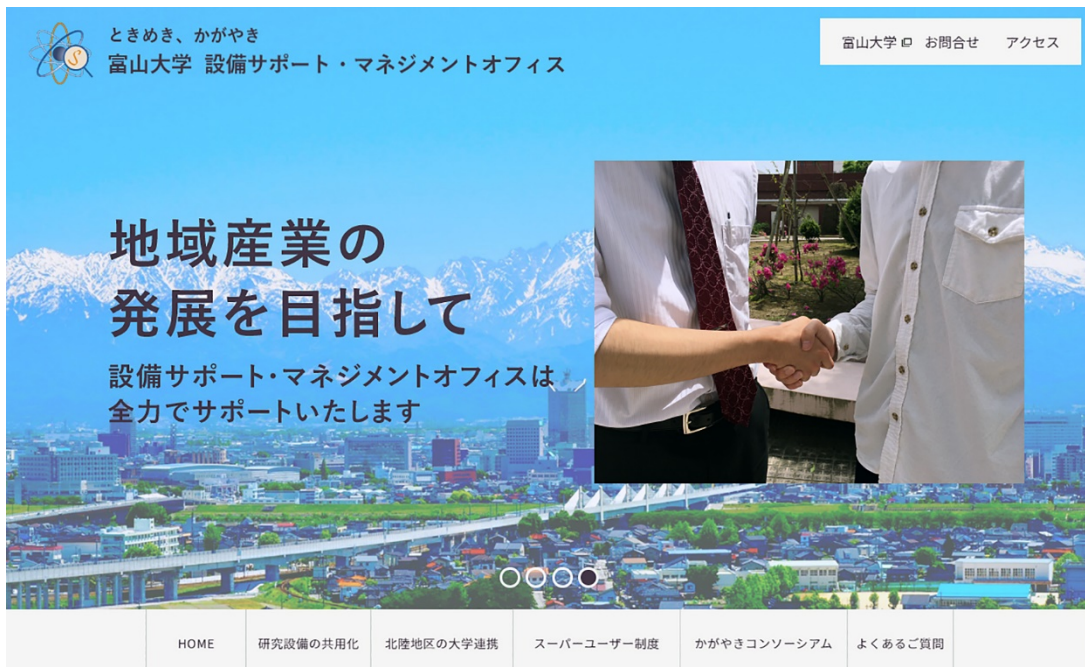 ときめき、かがやき
富山大学 設備サポート・マネジメントオフィス
富山大学 お問合せ アクセス
地域産業の
発展を目指して
設備サポート・マネジメントオフィスは
全力でサポートいたします
HOME 研究設備の共用化 北陸地区の大学連携 スーパーユーザー制度 かがやきコンソーシアム よくあるご質問